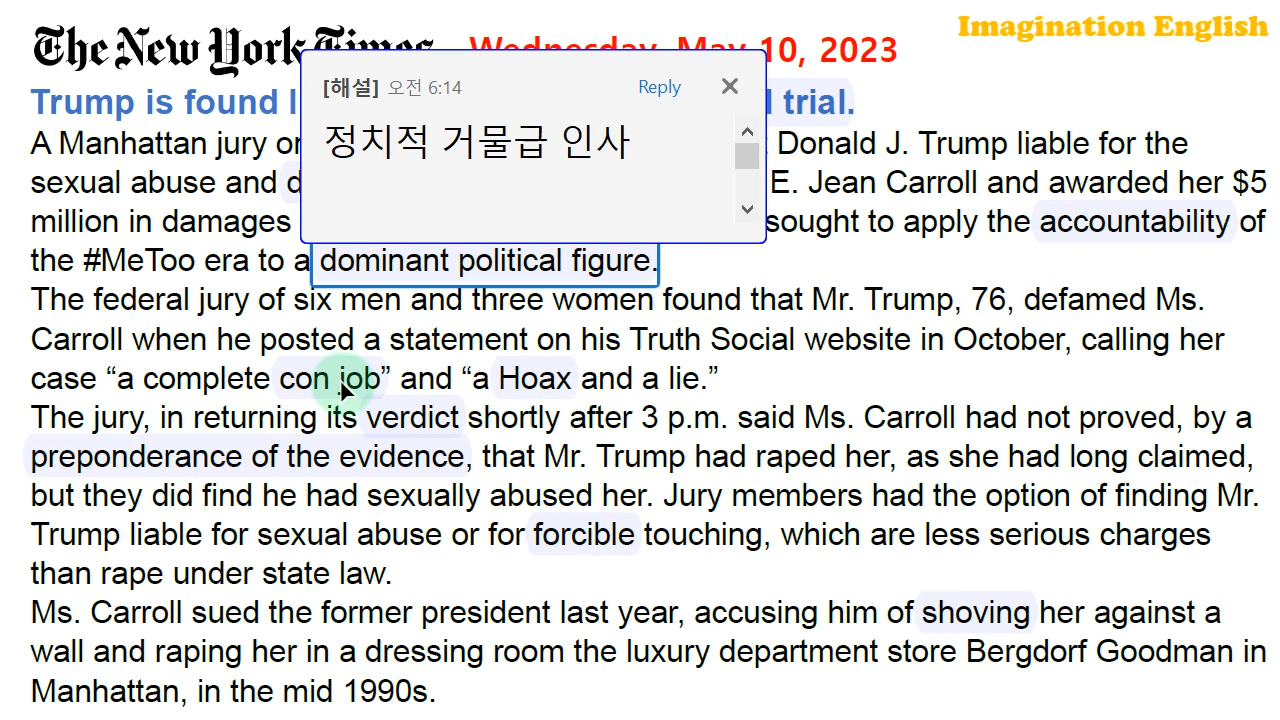 Imagination English
The New York Times Wednesday, May 10, 2023
Trump is found trial.
[해설] 오전 6:14 Reply
정치적 거물급 인사
A Manhattan jury Donald J. Trump liable for the
sexual abuse and E. Jean Carroll and awarded her $5
million in damages sought to apply the accountability of
the #MeToo era to a dominant political figure.
The federal jury of six men and three women found that Mr. Trump, 76, defamed Ms.
Carroll when he posted a statement on his Truth Social website in October, calling her
case “a complete con job” and “a Hoax and a lie.”
The jury, in returning its verdict shortly after 3 p.m. said Ms. Carroll had not proved, by a
preponderance of the evidence, that Mr. Trump had raped her, as she had long claimed,
but they did find he had sexually abused her. Jury members had the option of finding Mr.
Trump liable for sexual abuse or for forcible touching, which are less serious charges
than rape under state law.
Ms. Carroll sued the former president last year, accusing him of shoving her against a
wall and raping her in a dressing room the luxury department store Bergdorf Goodman in
Manhattan, in the mid 1990s.